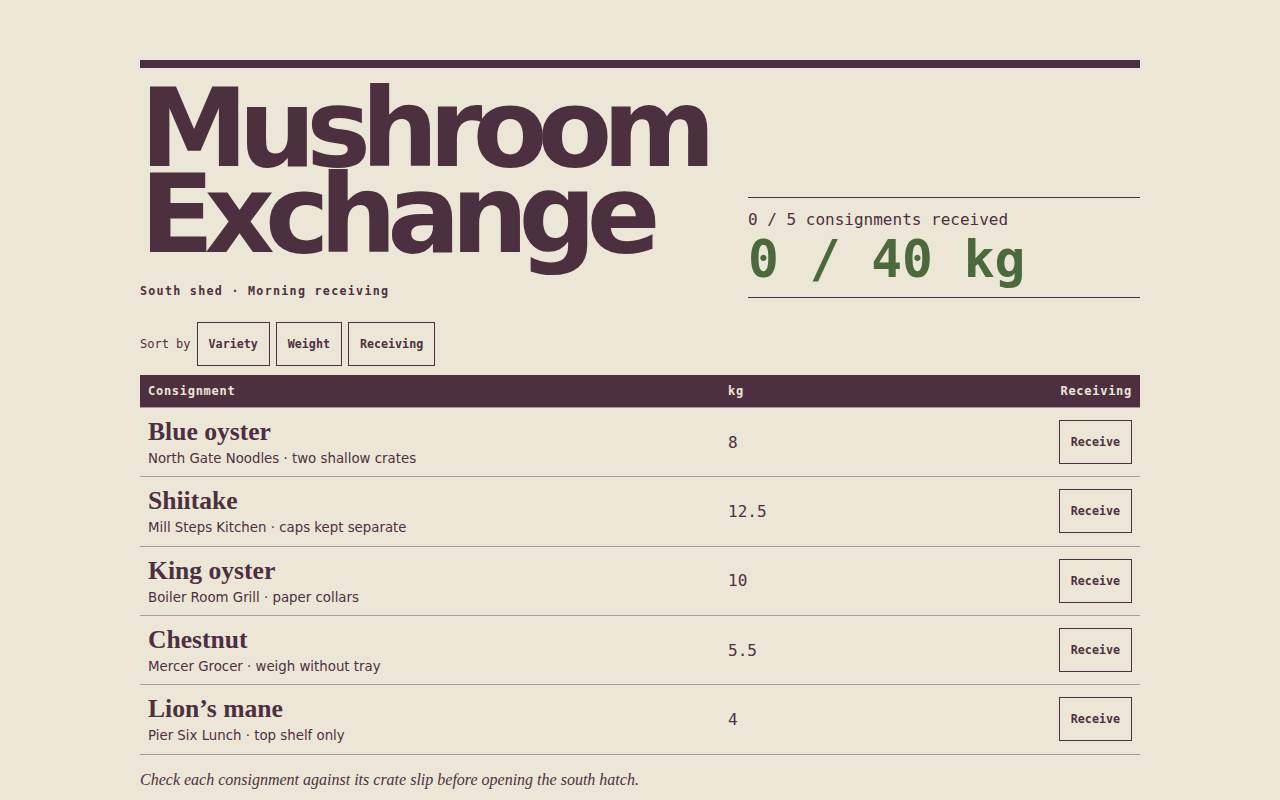 Mushroom
Exchange
South shed · Morning receiving
0 / 5 consignments received
0 / 40 kg
Sort by Variety Weight Receiving
Consignment kg Receiving
Blue oyster
North Gate Noodles · two shallow crates
8 Receive
Shiitake
Mill Steps Kitchen · caps kept separate
12.5 Receive
King oyster
Boiler Room Grill · paper collars
10 Receive
Chestnut
Mercer Grocer · weigh without tray
5.5 Receive
Lion’s mane
Pier Six Lunch · top shelf only
4 Receive
Check each consignment against its crate slip before opening the south hatch.